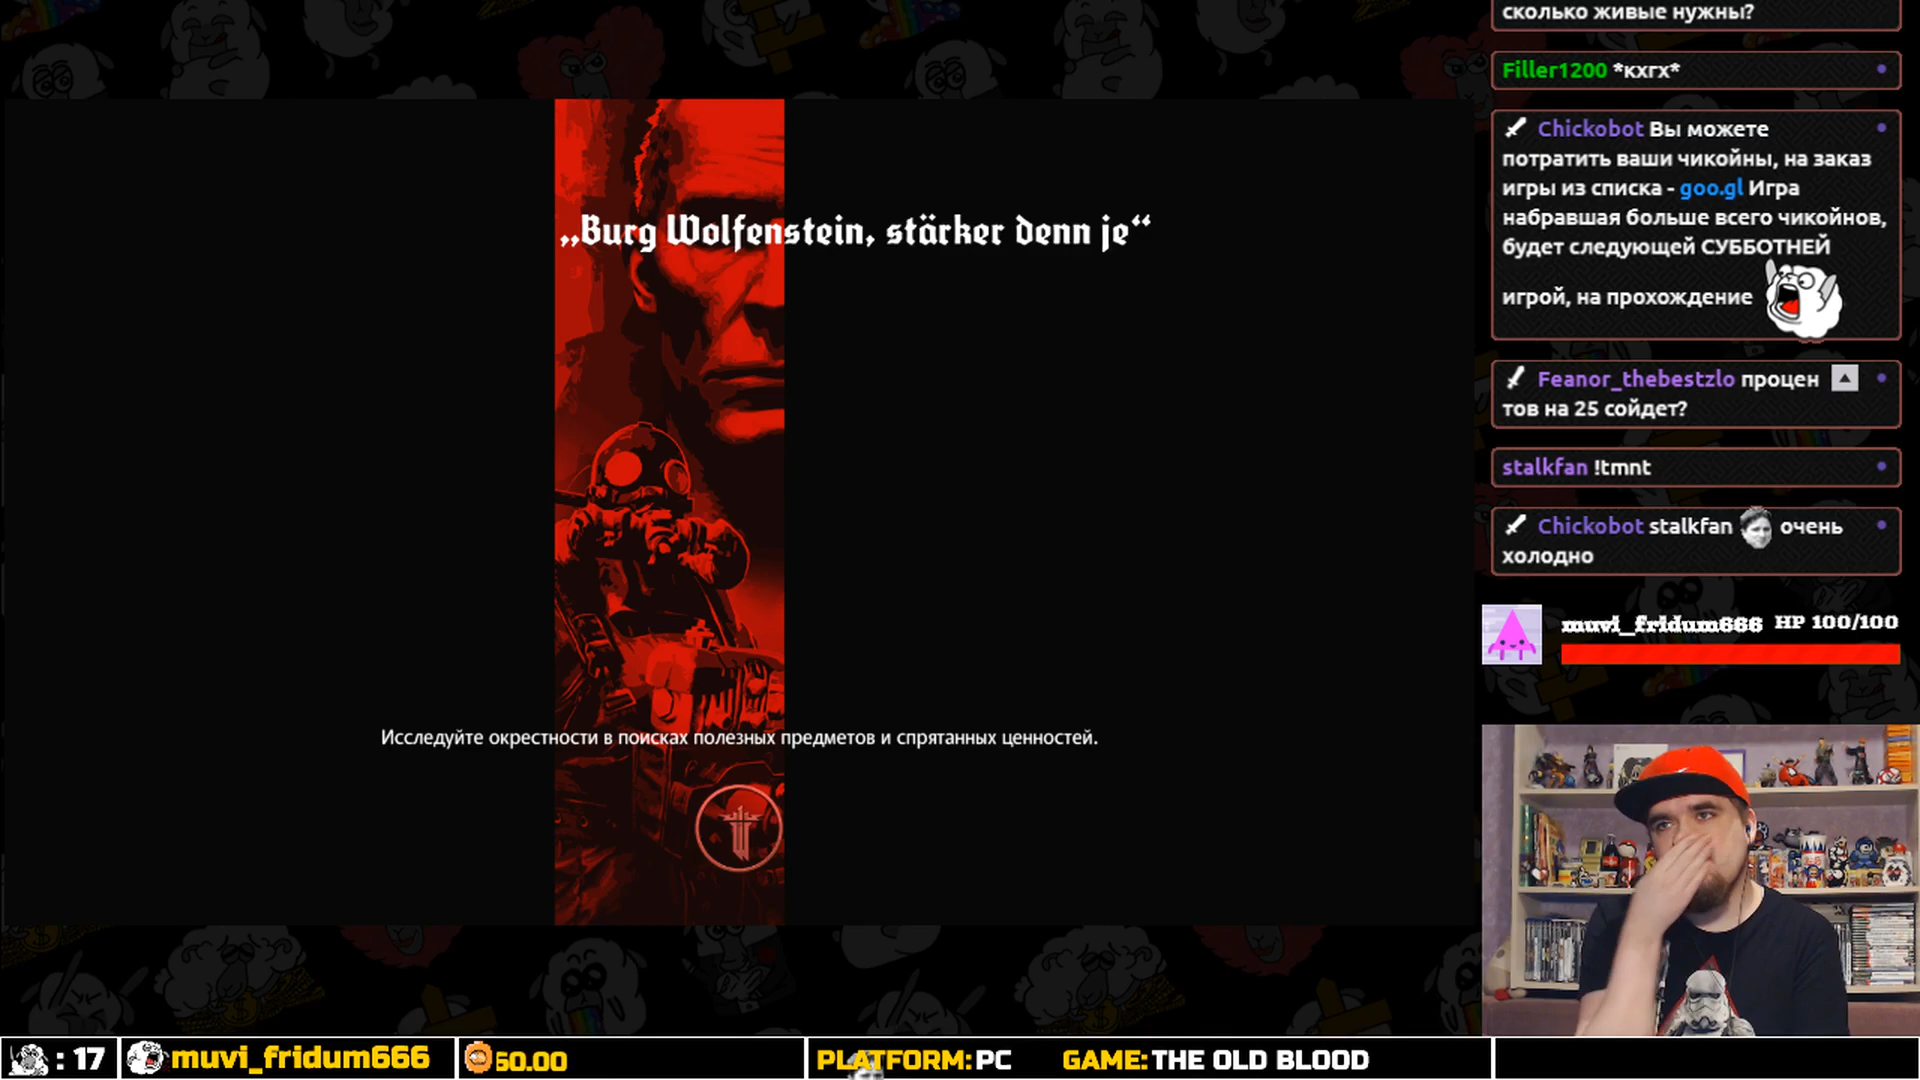 „Burg Wolfenstein, stärker denn je“
Исследуйте окрестности в поисках полезных предметов и спрятанных ценностей.
сколько живые нужны?
Filler1200 *кхгх*
Chickobot Вы можете
потратить ваши чикойны, на заказ
игры из списка - goo.gl Игра
набравшая больше всего чикойнов,
будет следующей СУББОТНЕЙ
игрой, на прохождение
Feanor_thebestzlo процен
тов на 25 сойдет?
stalkfan !tmnt
Chickobot stalkfan очень
холодно
muvi_fridum666 HP 100/100
: 17
muvi_fridum666
50.00
PLATFORM: PC
GAME: THE OLD BLOOD